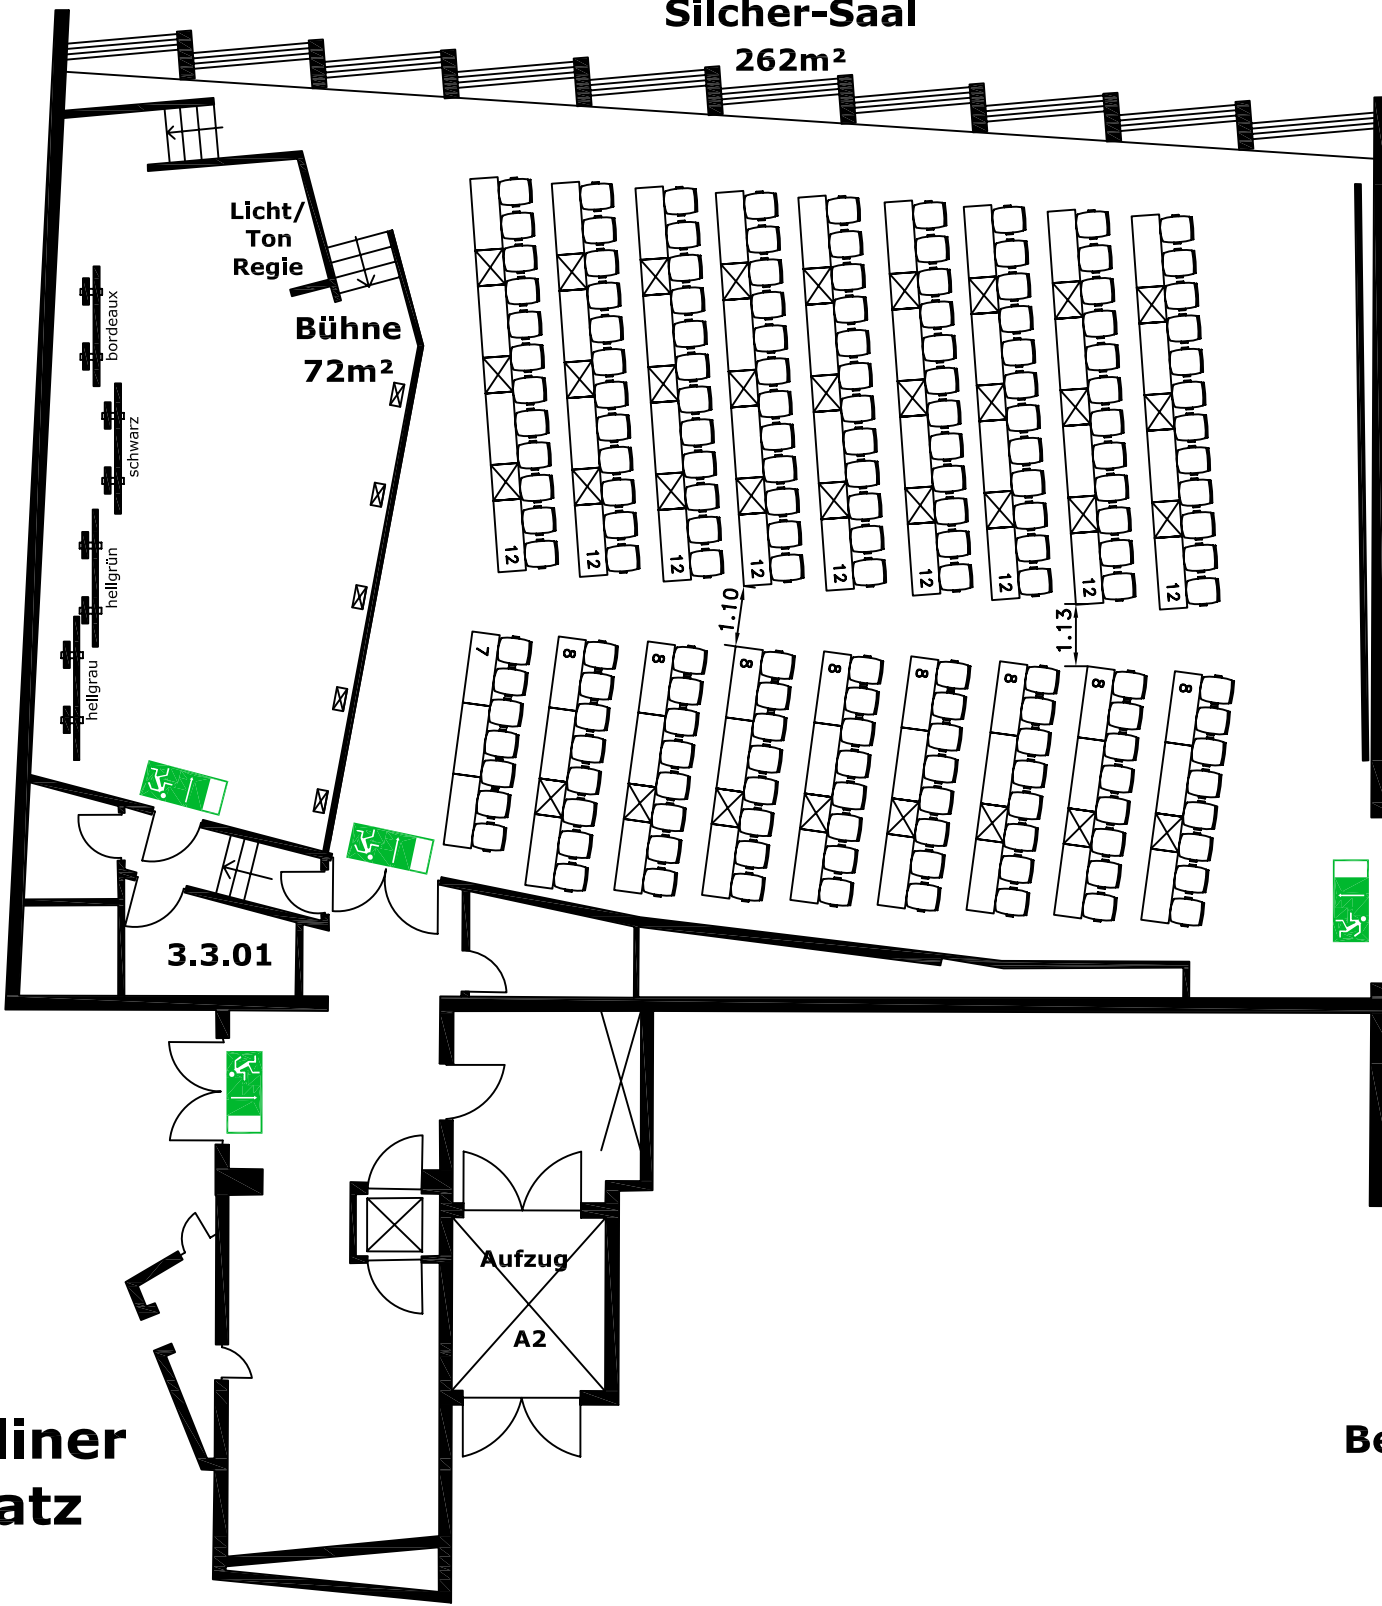 Silcher-Saal
262m²
Licht/
Ton
Regie
Bühne
72m²
bordeaux
schwarz
hellgrün
hellgrau
12
12
12
12
12
12
12
12
12
1.10
1.13
7
8
8
8
8
8
8
8
8
3.3.01
Aufzug
A2
liner
atz
Be